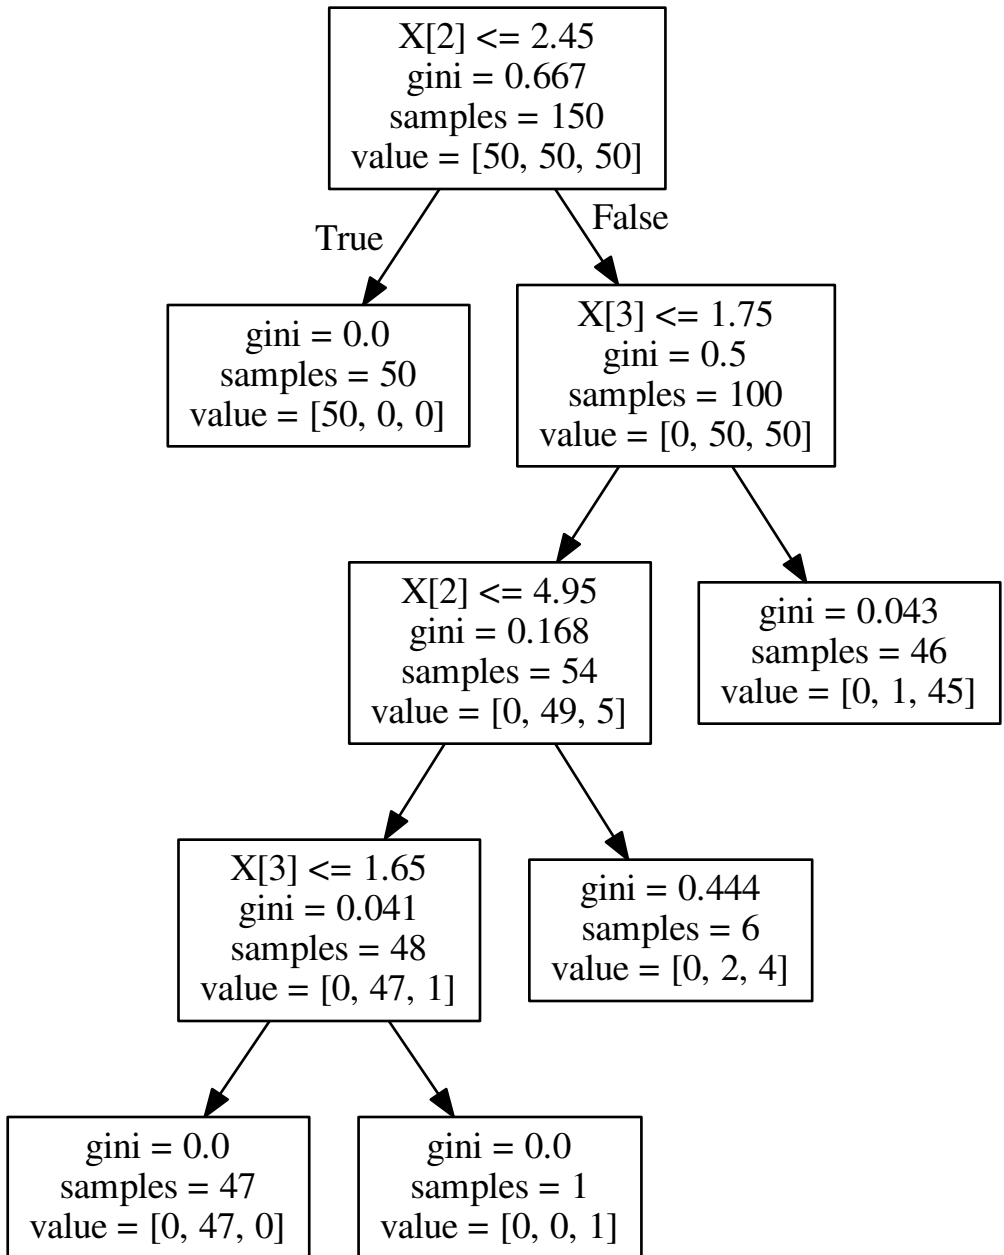 X[2] <= 2.45
gini = 0.667
samples = 150
value = [50, 50, 50]
True
False
gini = 0.0
samples = 50
value = [50, 0, 0]
X[3] <= 1.75
gini = 0.5
samples = 100
value = [0, 50, 50]
X[2] <= 4.95
gini = 0.168
samples = 54
value = [0, 49, 5]
gini = 0.043
samples = 46
value = [0, 1, 45]
X[3] <= 1.65
gini = 0.041
samples = 48
value = [0, 47, 1]
gini = 0.444
samples = 6
value = [0, 2, 4]
gini = 0.0
samples = 47
value = [0, 47, 0]
gini = 0.0
samples = 1
value = [0, 0, 1]